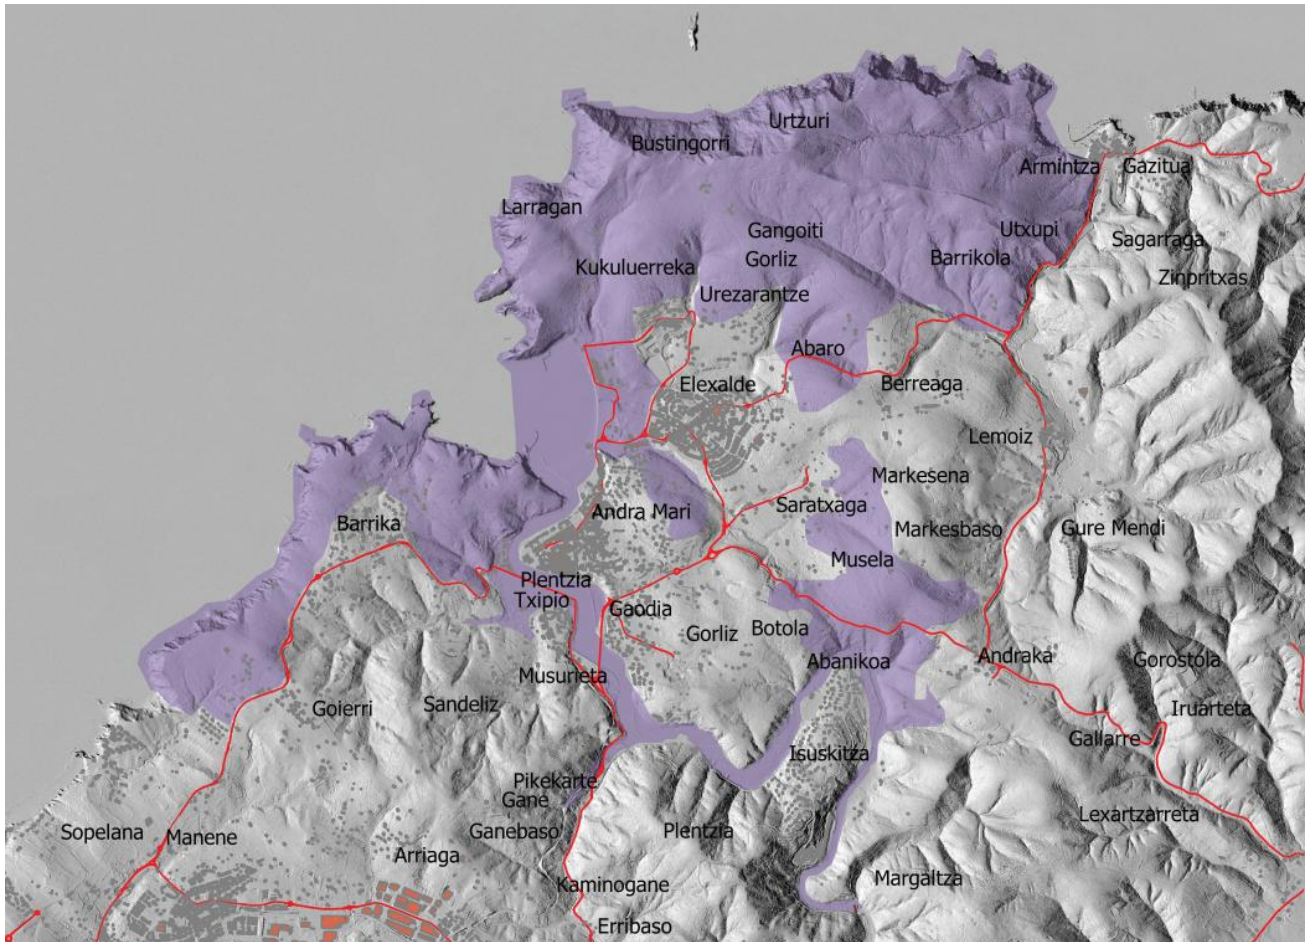 Urtzuri
Bustingorri
Armintza
Gazitua
Larragan
Gangoiti
Utxupi
Sagarraga
Gorliz
Barrikola
Kukuluerreka
Zinpritxas
Urezarantze
Abaro
Elexalde
Berreaga
Lemoiz
Markesena
Barrika
Andra Mari
Saratxaga
Markesbaso
Gure Mendi
Musela
Plentzia
Txipio
Gaodia
Gorliz
Botola
Musurieta
Abanikoa
Andraka
Gorostola
Goierri
Sandeliz
Iruarteta
Gallarre
Isuskitza
Pikekarte
Gane
Lexartzarreta
Sopelana
Manene
Ganebaso
Plentzia
Arriaga
Kaminogane
Margaltza
Erribaso